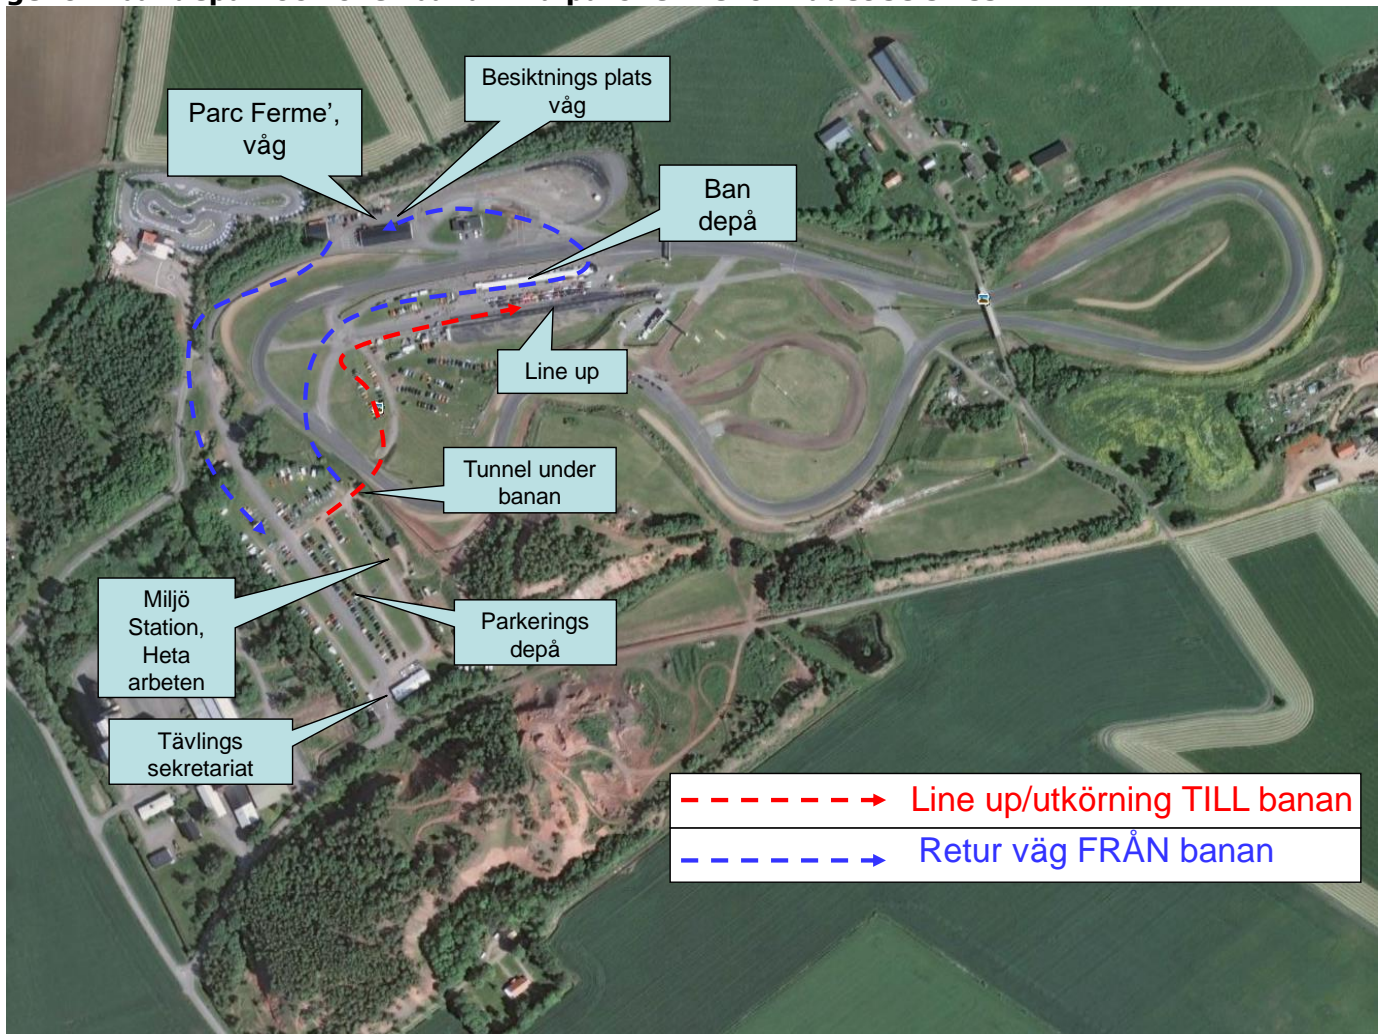 Besiktnings plats
våg
Parc Ferme’,
våg
Ban
depå
Line up
Tunnel under
banan
Miljö
Station,
Heta
arbeten
Parkerings
depå
Tävlings
sekretariat
Line up/utkörning TILL banan
Retur väg FRÅN banan